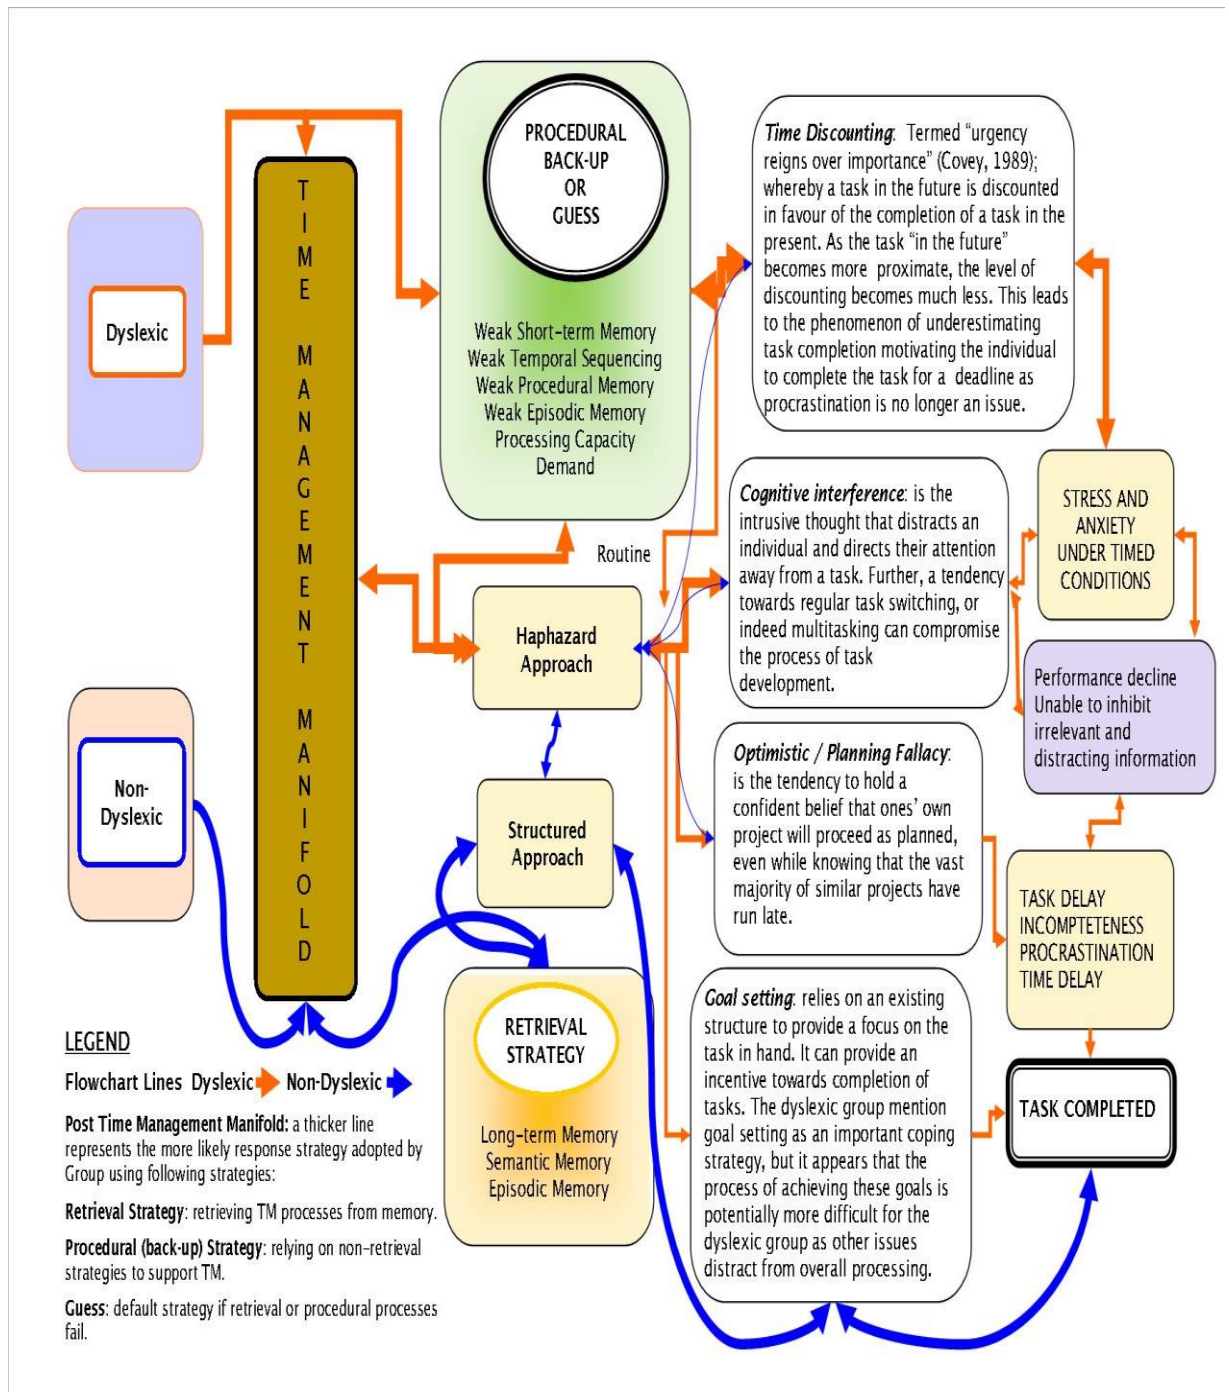 PROCEDURAL
BACK-UP
OR
GUESS
Weak Short-term Memory
Weak Temporal Sequencing
Weak Procedural Memory
Weak Episodic Memory
Processing Capacity
Demand
Time Discounting: Termed “urgency
reigns over importance” (Covey, 1989);
whereby a task in the future is discounted
in favour of the completion of a task in the
present. As the task “in the future”
becomes more proximate, the level of
discounting becomes much less. This leads
to the phenomenon of underestimating
task completion motivating the individual
to complete the task for a deadline as
procrastination is no longer an issue.
Dyslexic
TIME MANAGEMENT MANIFOLD
Routine
Haphazard
Approach
Cognitive interference: is the
intrusive thought that distracts an
individual and directs their attention
away from a task. Further, a tendency
towards regular task switching, or
indeed multitasking can compromise
the process of task
development.
STRESS AND
ANXIETY
UNDER TIMED
CONDITIONS
Performance decline
Unable to inhibit
irrelevant and
distracting information
Non-
Dyslexic
Structured
Approach
Optimistic / Planning Fallacy:
is the tendency to hold a
confident belief that ones’ own
project will proceed as planned,
even while knowing that the vast
majority of similar projects have
run late.
TASK DELAY
INCOMPTETENESS
PROCRASTINATION
TIME DELAY
RETRIEVAL
STRATEGY
Long-term Memory
Semantic Memory
Episodic Memory
Goal setting: relies on an existing
structure to provide a focus on the
task in hand. It can provide an
incentive towards completion of
tasks. The dyslexic group mention
goal setting as an important coping
strategy, but it appears that the
process of achieving these goals is
potentially more difficult for the
dyslexic group as other issues
distract from overall processing.
TASK COMPLETED
LEGEND
Flowchart Lines Dyslexic Non-Dyslexic
Post Time Management Manifold: a thicker line
represents the more likely response strategy adopted by
Group using following strategies:
Retrieval Strategy: retrieving TM processes from memory.
Procedural (back-up) Strategy: relying on non-retrieval
strategies to support TM.
Guess: default strategy if retrieval or procedural processes
fail.